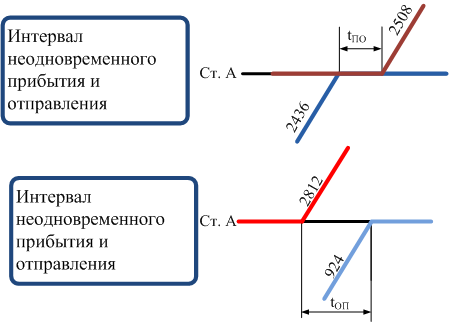 Интервал
неодновременного
прибытия и
отправления
Ст. А
2436
tПО
2508
Интервал
неодновременного
прибытия и
отправления
Ст. А
2812
924
tОП